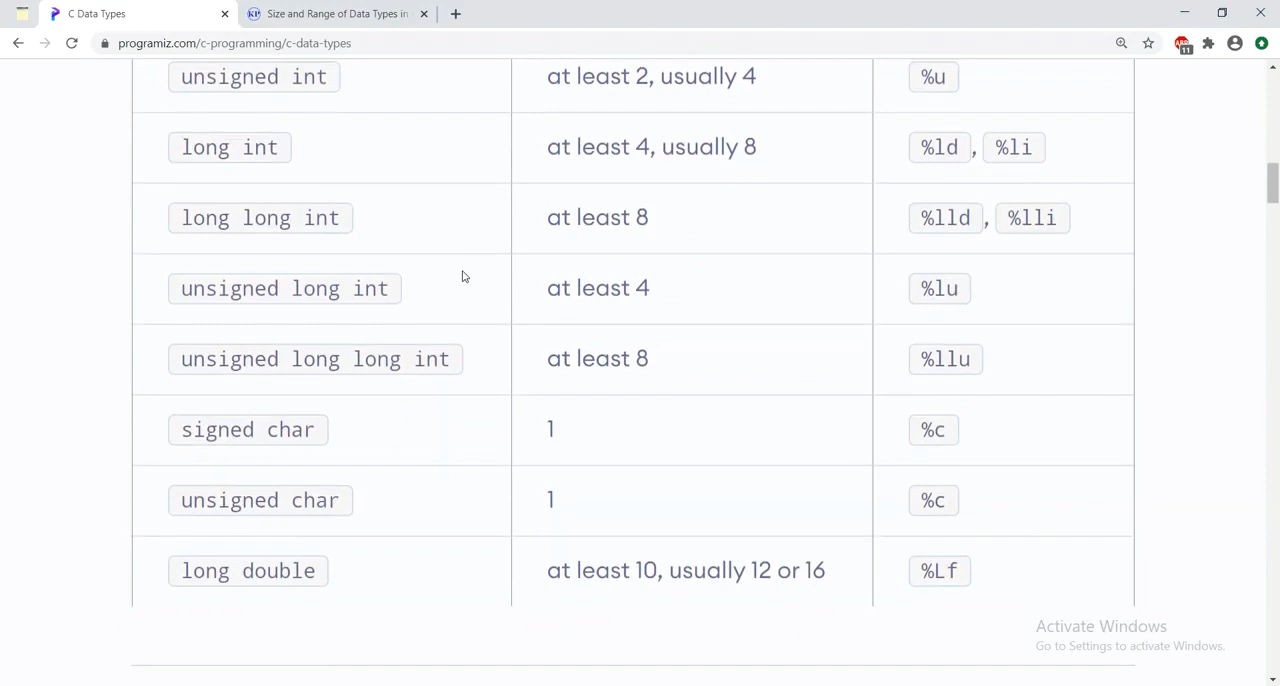 C Data Types
Size and Range of Data Types in
programiz.com/c-programming/c-data-types
11
unsigned int at least 2, usually 4 %u
long int at least 4, usually 8 %ld, %li
long long int at least 8 %lld, %lli
unsigned long int at least 4 %lu
unsigned long long int at least 8 %llu
signed char 1 %c
unsigned char 1 %c
long double at least 10, usually 12 or 16 %Lf
Activate Windows
Go to Settings to activate Windows.